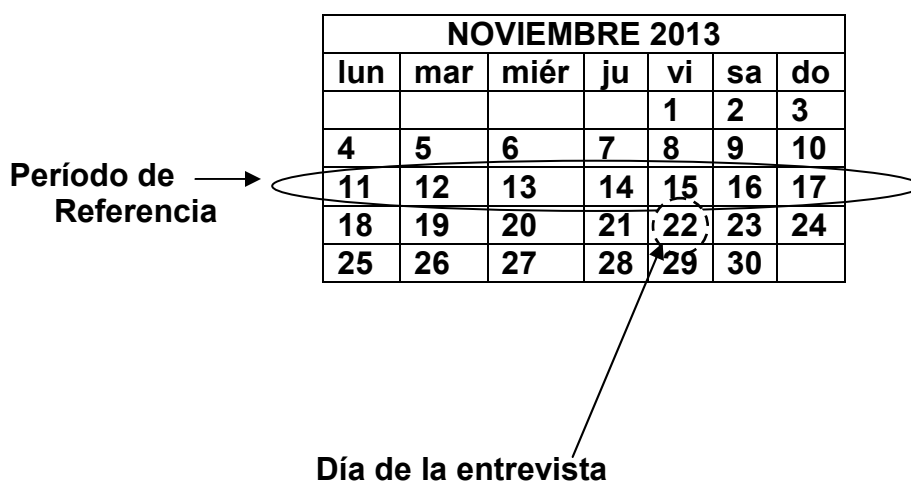 NOVIEMBRE 2013
lun mar miér ju vi sa do
1 2 3
4 5 6 7 8 9 10
Período de
Referencia
11 12 13 14 15 16 17
18 19 20 21 22 23 24
25 26 27 28 29 30
Día de la entrevista